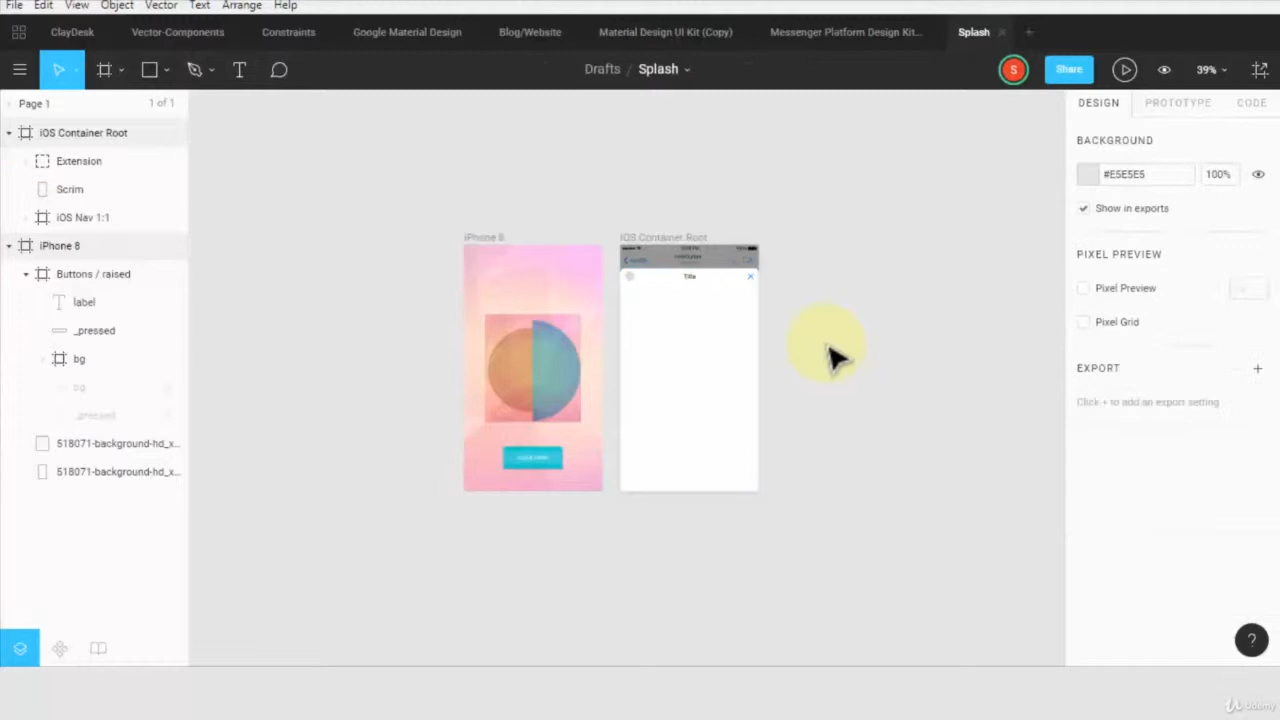 File Edit View Object Vector Text Arrange Help
ClayDesk Vector-Components Constraints Google Material Design Blog/Website Material Design UI Kit (Copy) Messenger Platform Design Kit... Splash
Drafts / Splash S Share 39%
Page 1 1 of 1
iOS Container Root
Extension
Scrim
iOS Nav 1:1
iPhone 8
Buttons / raised
label
_pressed
bg
bg
_pressed
518071-background-hd_x...
518071-background-hd_x...
iPhone 8
iOS Container Root
Title
DESIGN PROTOTYPE CODE
BACKGROUND
#E5E5E5 100%
Show in exports
PIXEL PREVIEW
Pixel Preview
Pixel Grid
EXPORT
Click + to add an export setting
?
Udemy